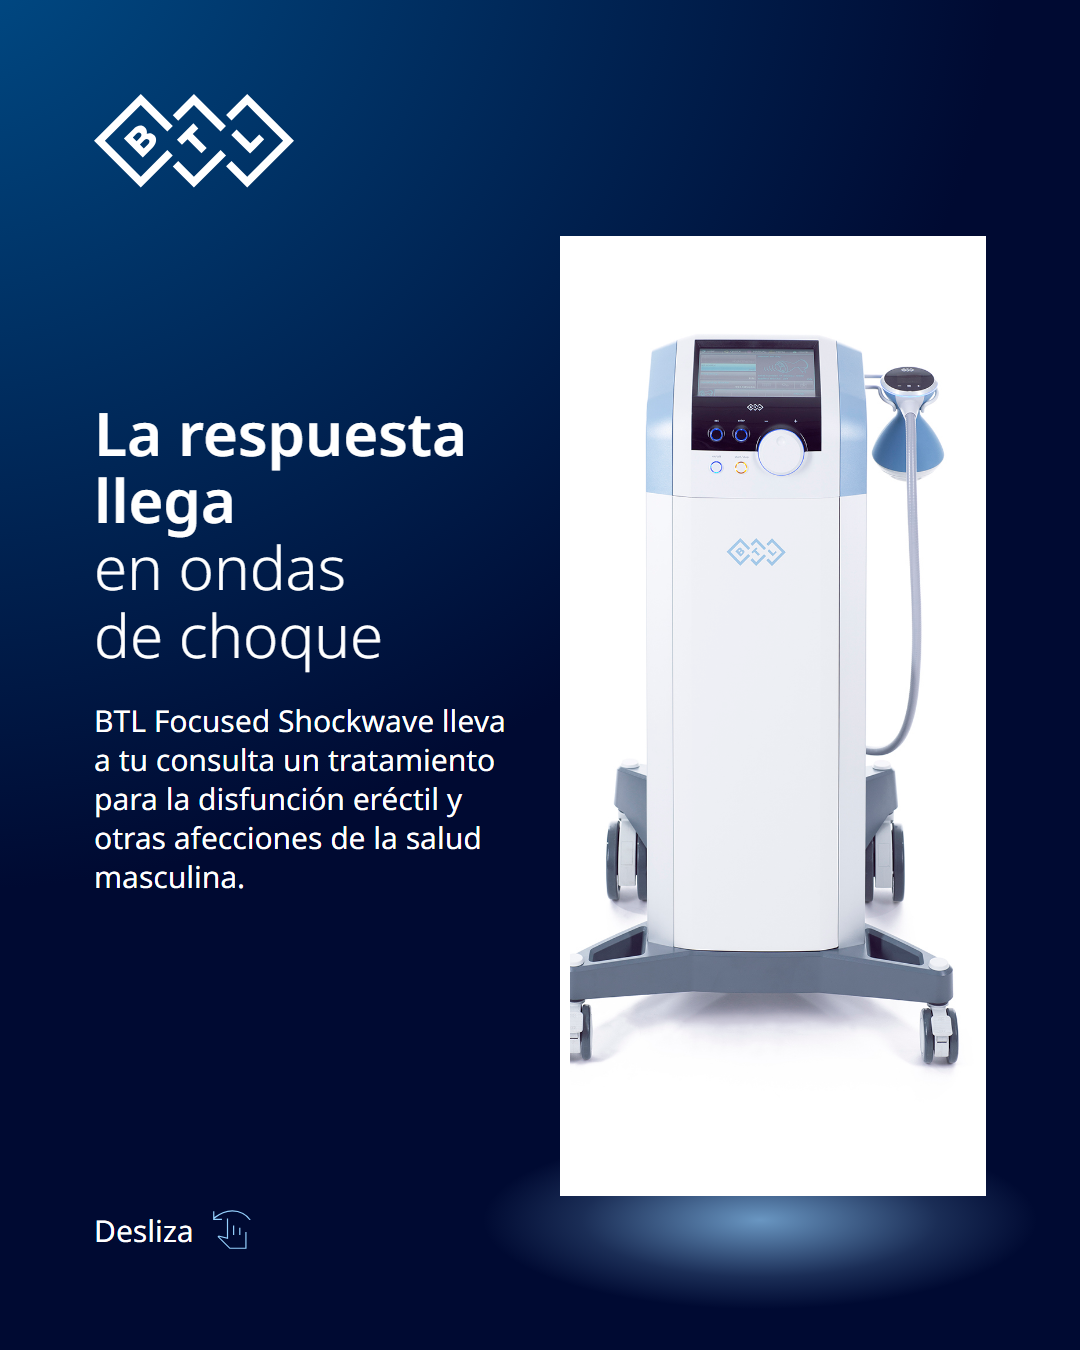 BTL
La respuesta
llega
en ondas
de choque
BTL Focused Shockwave lleva
a tu consulta un tratamiento
para la disfunción eréctil y
otras afecciones de la salud
masculina.
BTL
Desliza